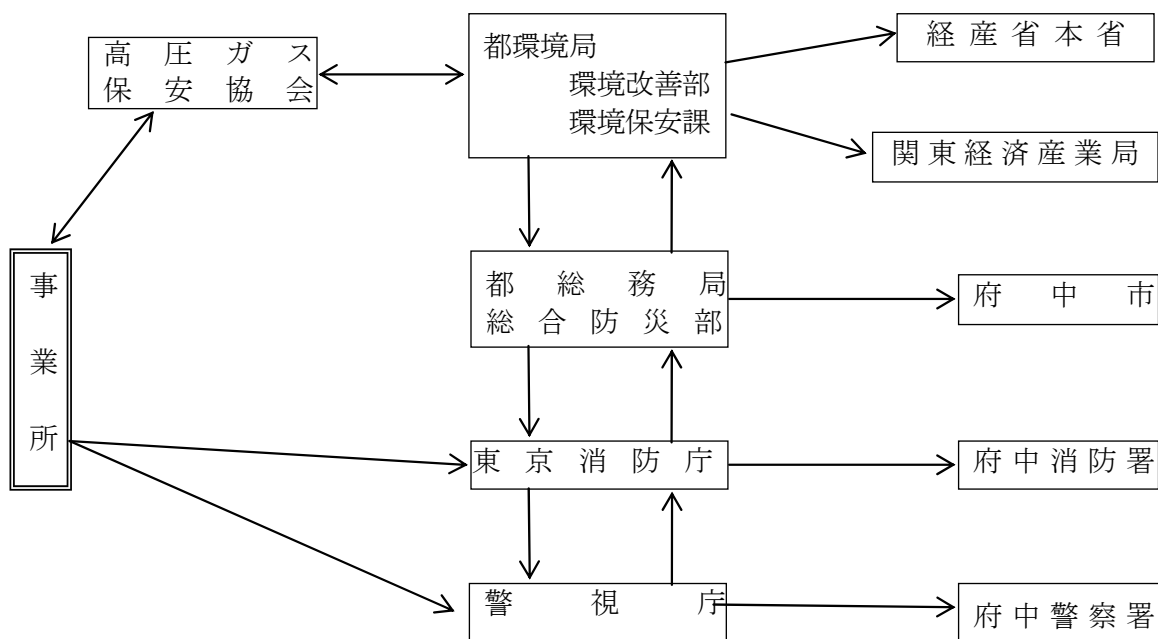 高圧ガス
保安協会
都環境局
環境改善部
環境保安課
経産省本省
関東経済産業局
事業所
都総務局
総合防災部
府中市
東京消防庁
府中消防署
警視庁
府中警察署